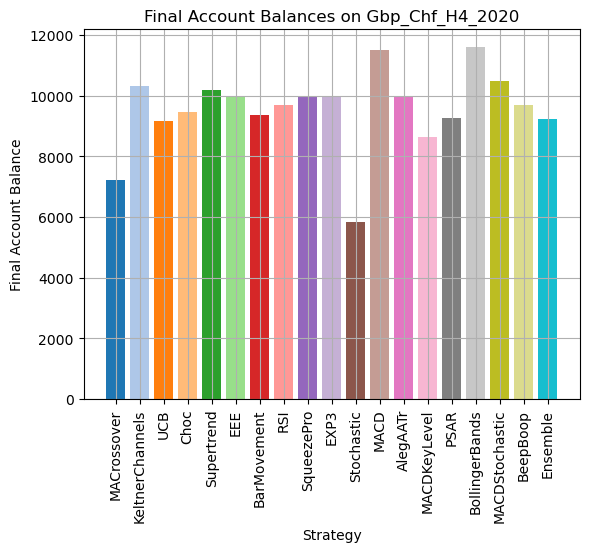 Final Account Balances on Gbp_Chf_H4_2020
Final Account Balance
12000
10000
8000
6000
4000
2000
0
MACrossover
KeltnerChannels
UCB
Choc
Supertrend
EEE
BarMovement
RSI
SqueezePro
EXP3
Stochastic
MACD
AlegAATr
MACDKeyLevel
PSAR
BollingerBands
MACDStochastic
BeepBoop
Ensemble
Strategy